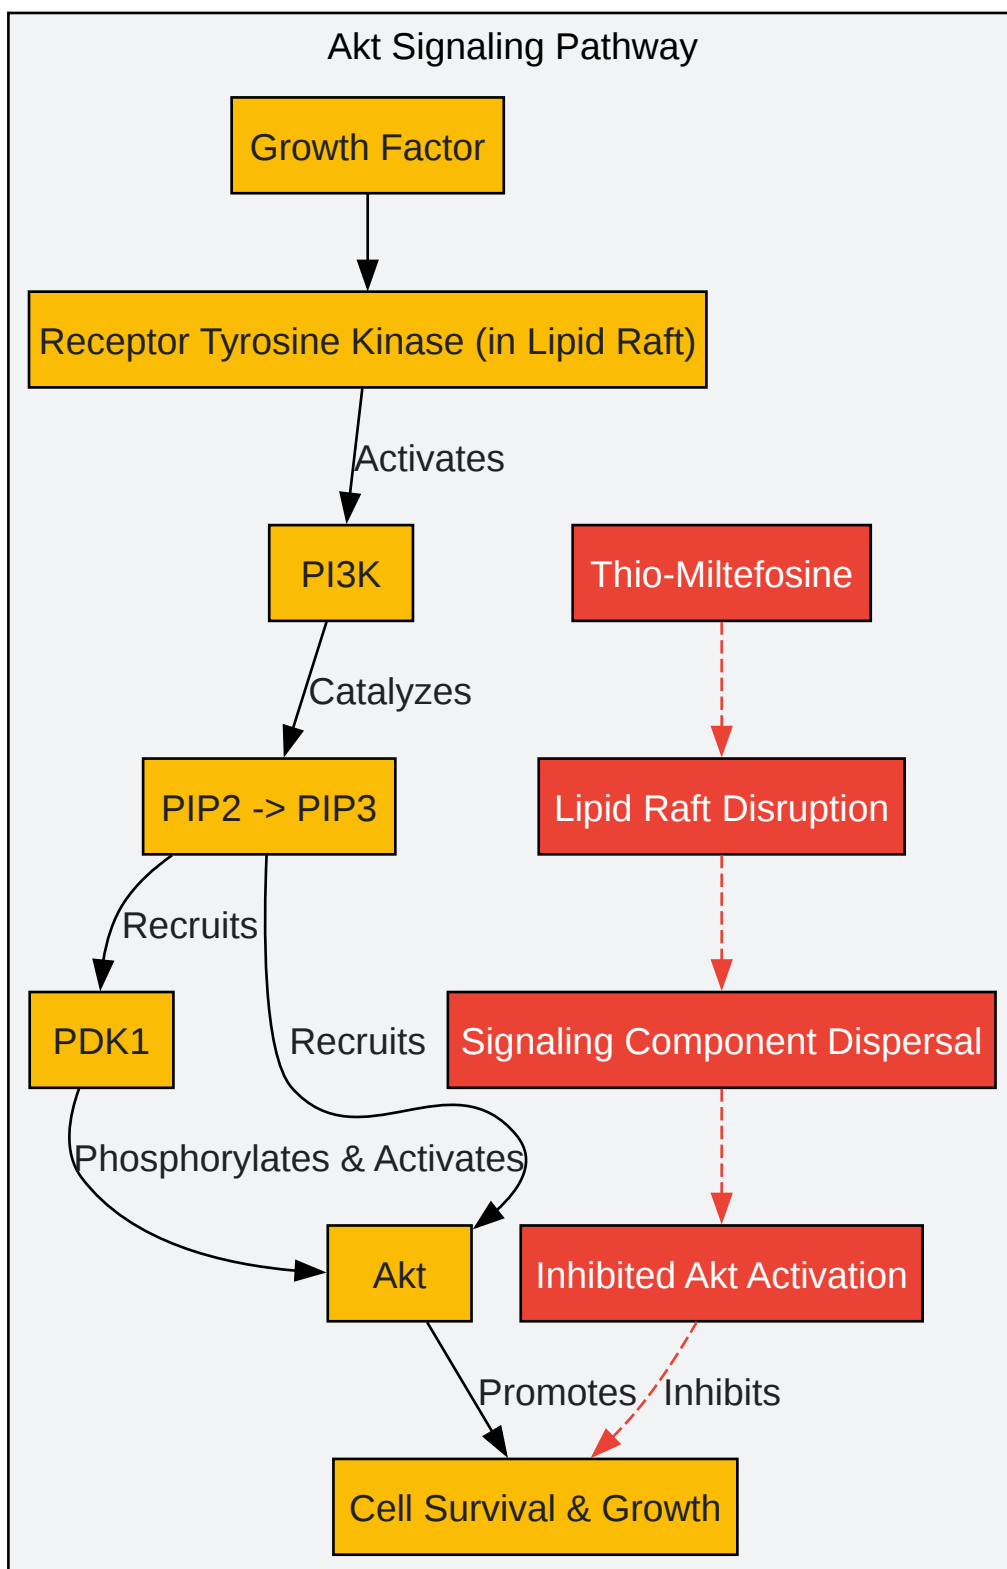 Akt Signaling Pathway
Growth Factor
Receptor Tyrosine Kinase (in Lipid Raft)
Activates
PI3K
Thio-Miltefosine
Catalyzes
PIP2 -> PIP3
Lipid Raft Disruption
Recruits
PDK1
Recruits
Signaling Component Dispersal
Phosphorylates & Activates
Akt
Inhibited Akt Activation
Promotes
Inhibits
Cell Survival & Growth